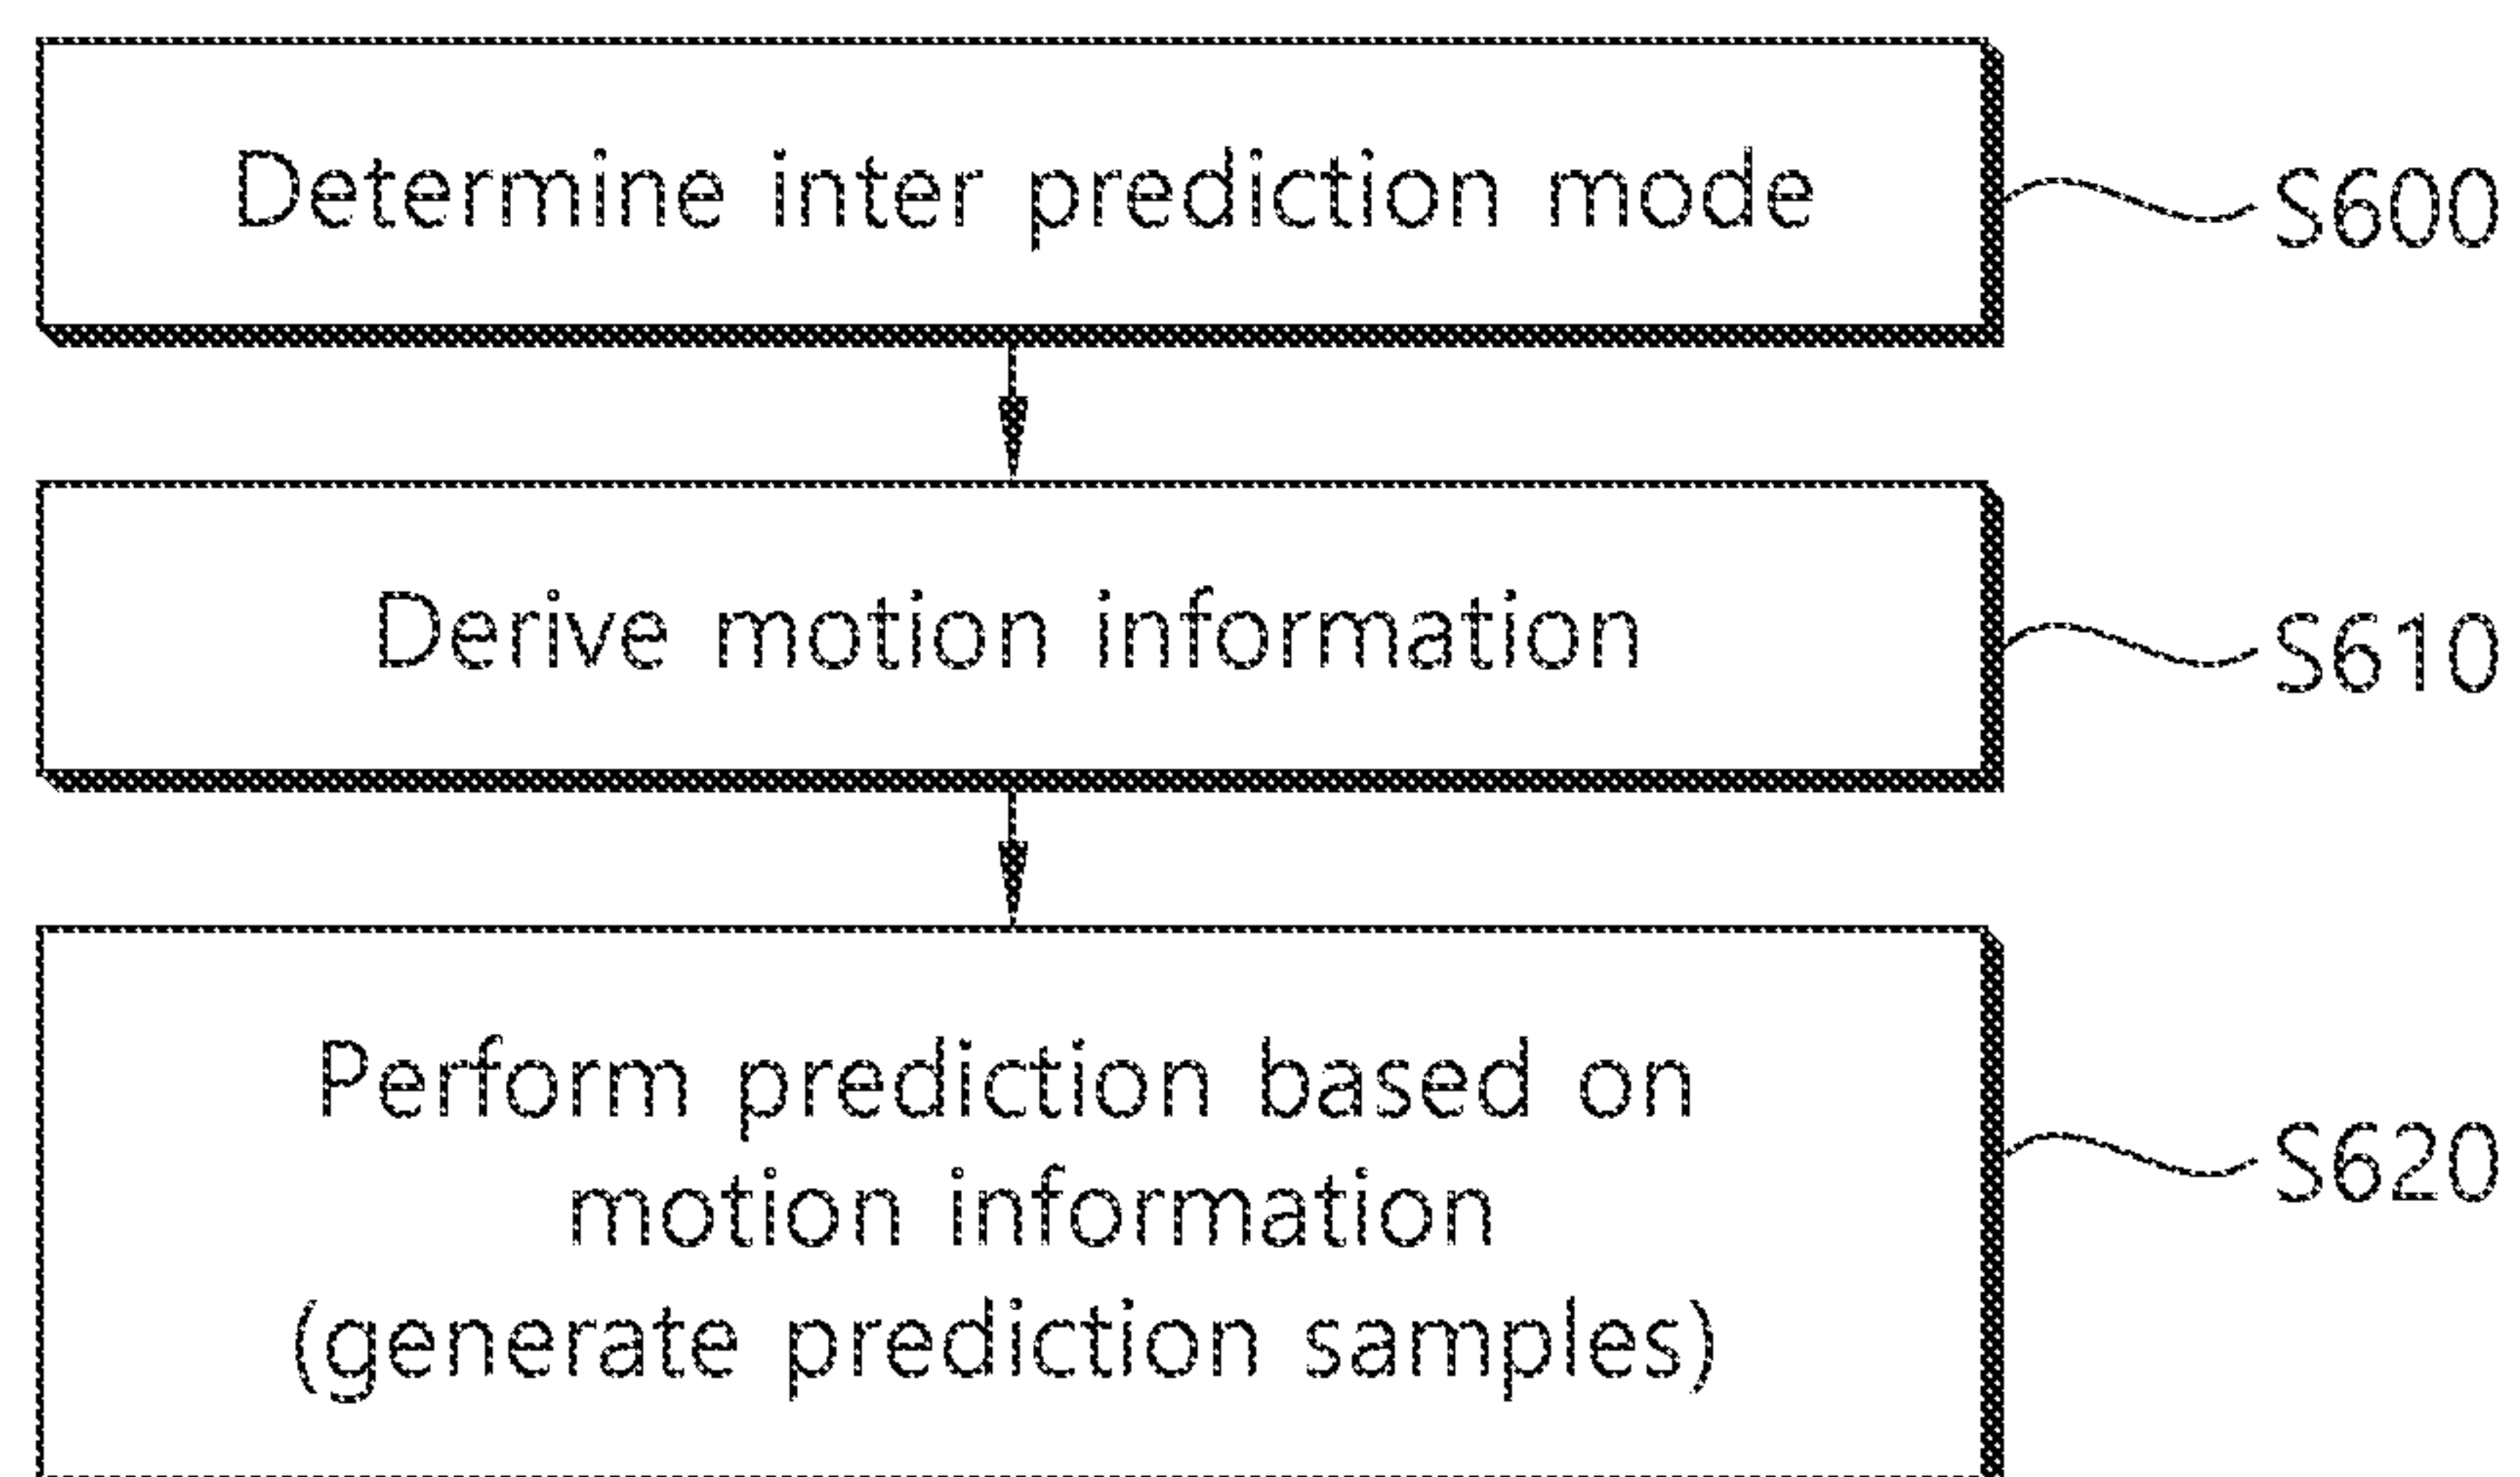 Determine inter prediction mode
S600
Derive motion information
S610
Perform prediction based on
motion information
(generate prediction samples)
S620